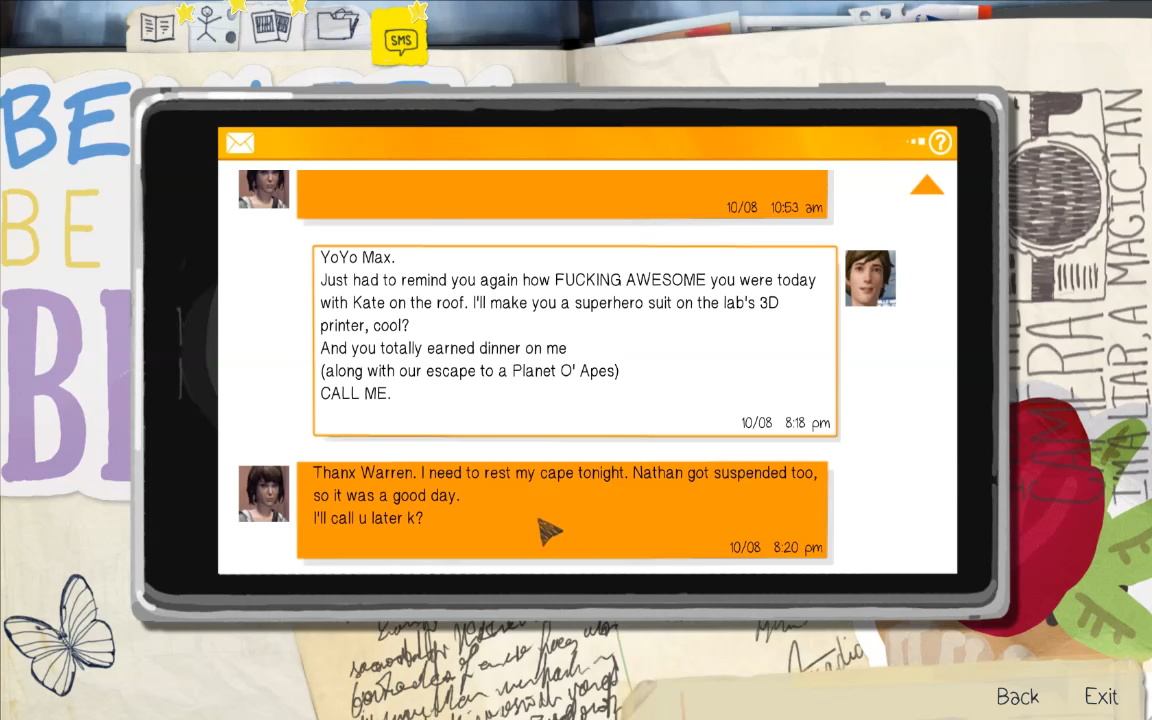 SMS
BE
BE
10/08 10:53 am
YoYo Max.
Just had to remind you again how FUCKING AWESOME you were today
with Kate on the roof. I'll make you a superhero suit on the lab's 3D
printer, cool?
And you totally earned dinner on me
(along with our escape to a Planet O' Apes)
CALL ME.
10/08 8:18 pm
Thanx Warren. I need to rest my cape tonight. Nathan got suspended too,
so it was a good day.
I'll call u later k?
10/08 8:20 pm
CAMERA
A MAGICIAN
Back Exit